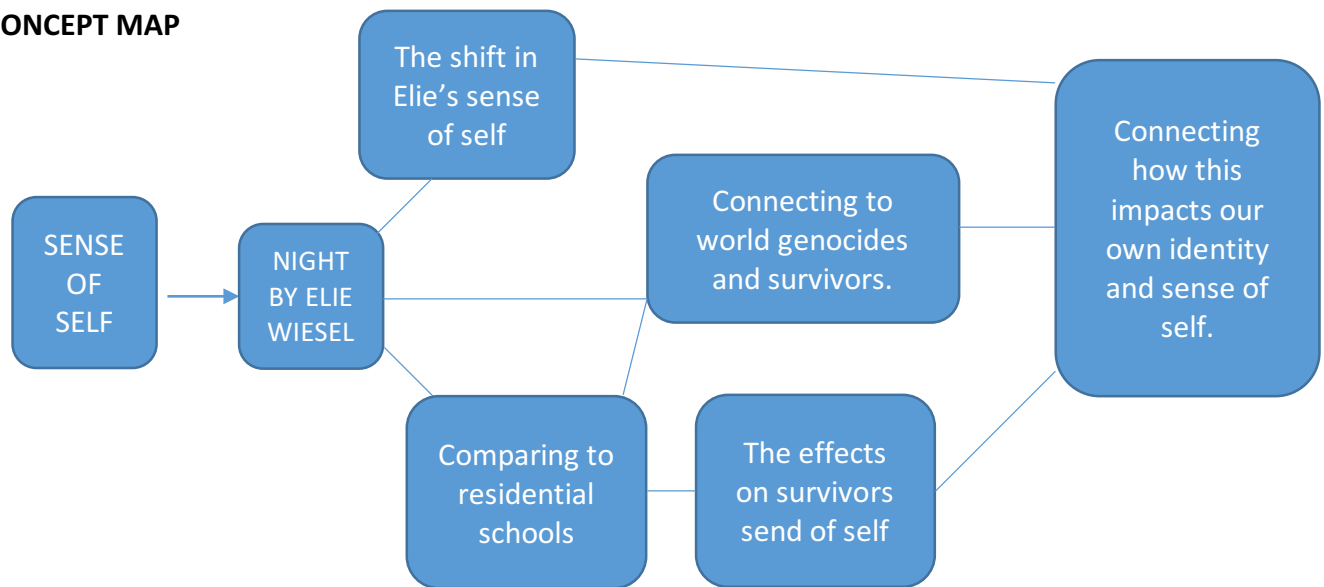 ONCEPT MAP
The shift in
Elie’s sense
of self
SENSE
OF
SELF
NIGHT
BY ELIE
WIESEL
Connecting to
world genocides
and survivors.
Comparing to
residential
schools
The effects
on survivors
send of self
Connecting
how this
impacts our
own identity
and sense of
self.